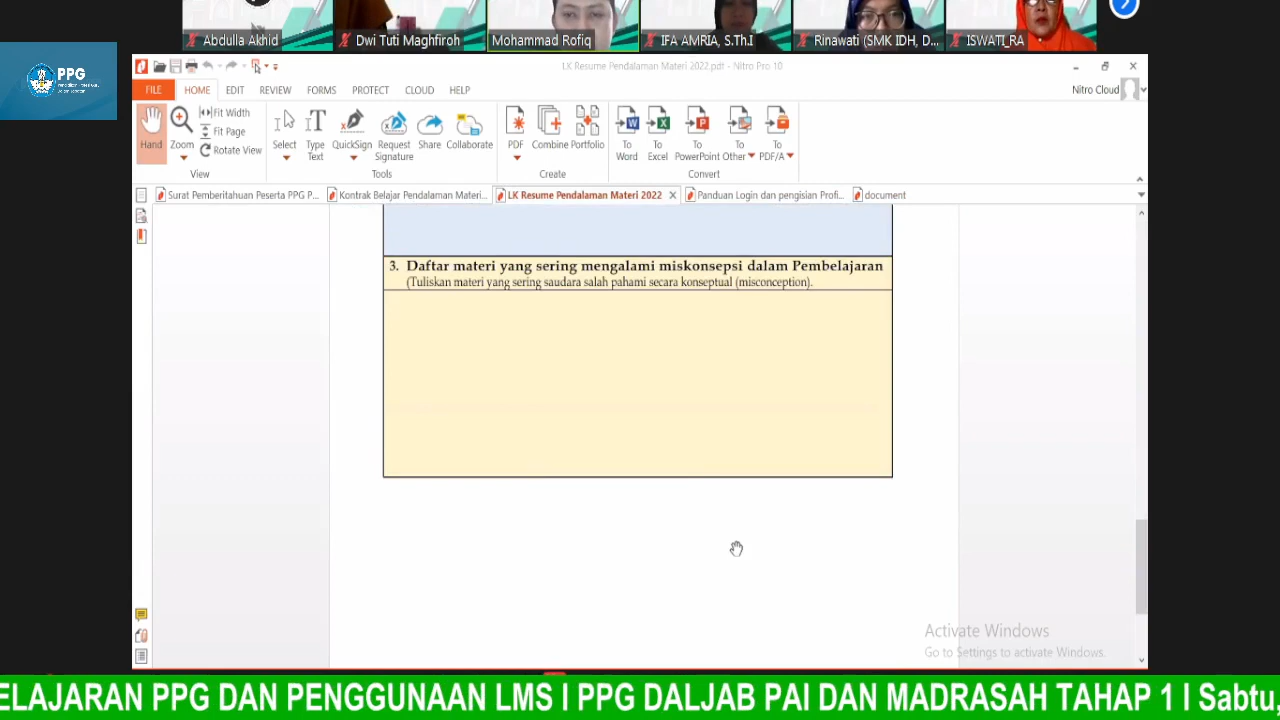 Abdulla Akhid
Dwi Tuti Maghfiroh
Mohammad Rofiq
IFA AMRIA, S.Th.I
Rinawati (SMK IDH, D...
ISWATI_RA
PPG
LK Resume Pendalaman Materi 2022.pdf - Nitro Pro 10
FILE HOME EDIT REVIEW FORMS PROTECT CLOUD HELP
Nitro Cloud
Hand
Zoom
Fit Width
Fit Page
Rotate View
View
Select
Type Text
QuickSign
Request Signature
Share
Collaborate
Tools
PDF
Combine
Portfolio
Create
To Word
To Excel
To PowerPoint
To Other
To PDF/A
Convert
Surat Pemberitahuan Peserta PPG P...
Kontrak Belajar Pendalaman Materi...
LK Resume Pendalaman Materi 2022
Panduan Login dan pengisian Profi...
document
3. Daftar materi yang sering mengalami miskonsepsi dalam Pembelajaran
(Tuliskan materi yang sering saudara salah pahami secara konseptual (misconception).
Activate Windows
Go to Settings to activate Windows.
ELAJARAN PPG DAN PENGGUNAAN LMS I PPG DALJAB PAI DAN MADRASAH TAHAP 1 I Sabtu,